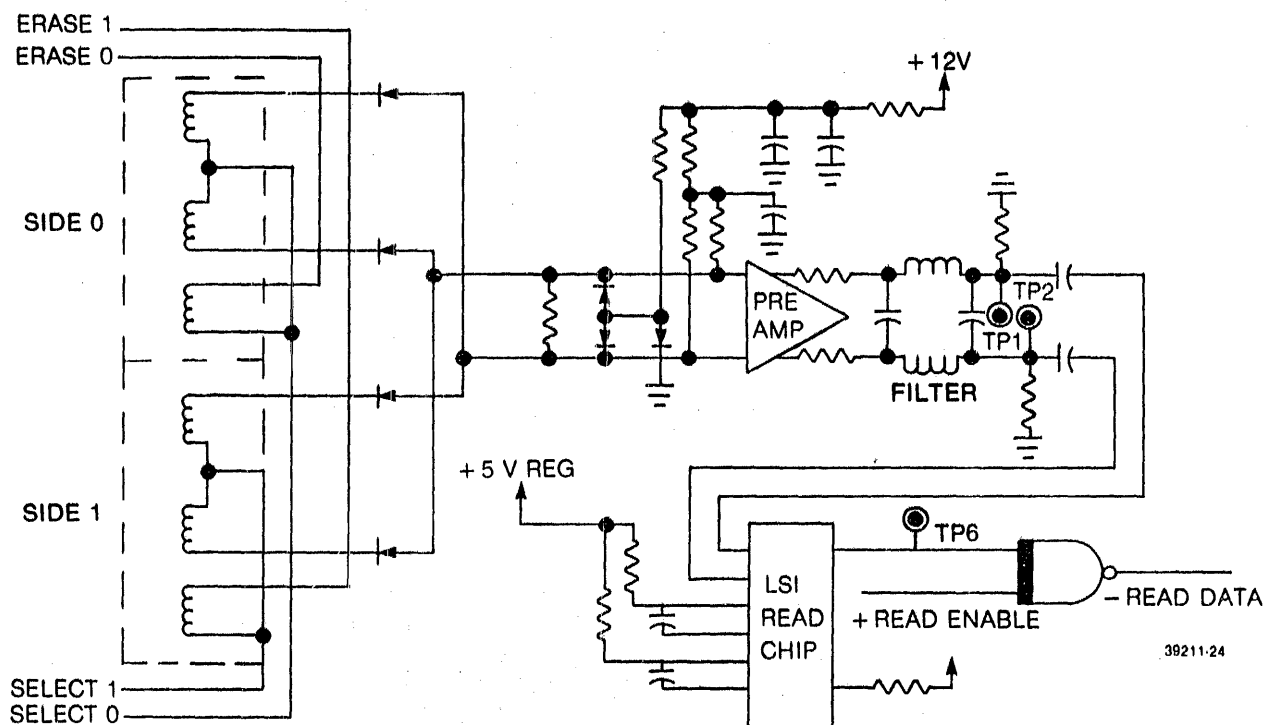 ERASE 1
ERASE 0
+ 12V
SIDE 0
PRE
AMP
TP2
TP1
FILTER
+ 5 V REG
SIDE 1
TP6
LSI
READ
CHIP
+ READ ENABLE
– READ DATA
39211-24
SELECT 1
SELECT 0